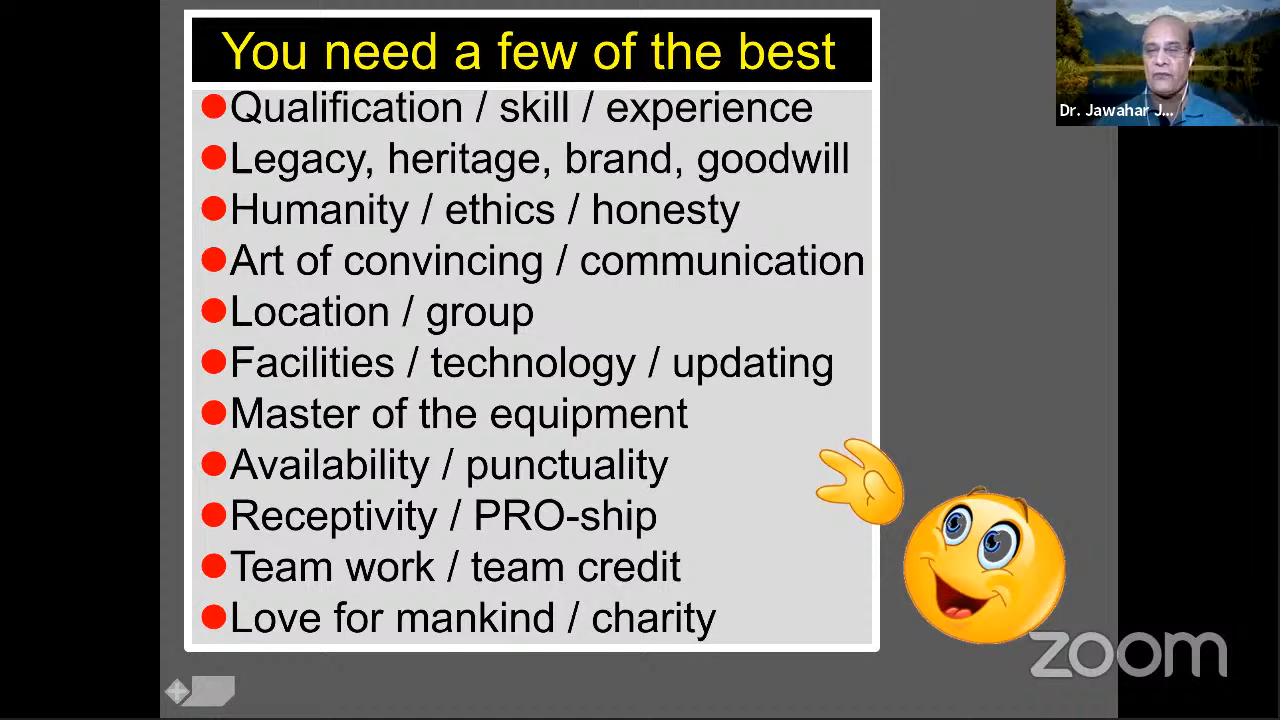 You need a few of the best
Qualification / skill / experience
Legacy, heritage, brand, goodwill
Humanity / ethics / honesty
Art of convincing / communication
Location / group
Facilities / technology / updating
Master of the equipment
Availability / punctuality
Receptivity / PRO-ship
Team work / team credit
Love for mankind / charity
Dr. Jawahar J...
zoom